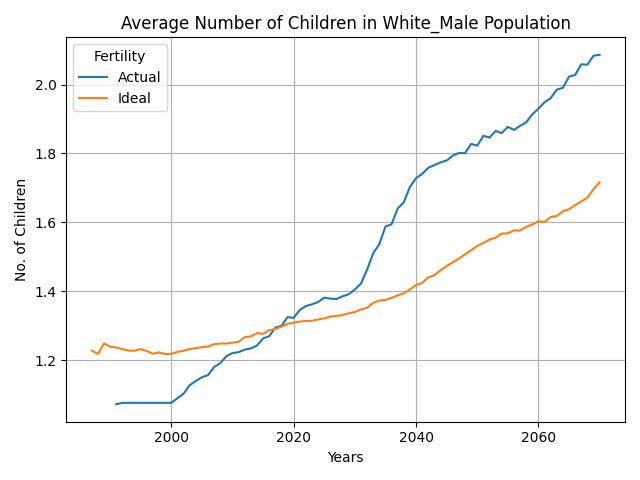 Average Number of Children in White_Male Population
Fertility
Actual
Ideal
No. of Children
2.0
1.8
1.6
1.4
1.2
2000 2020 2040 2060
Years